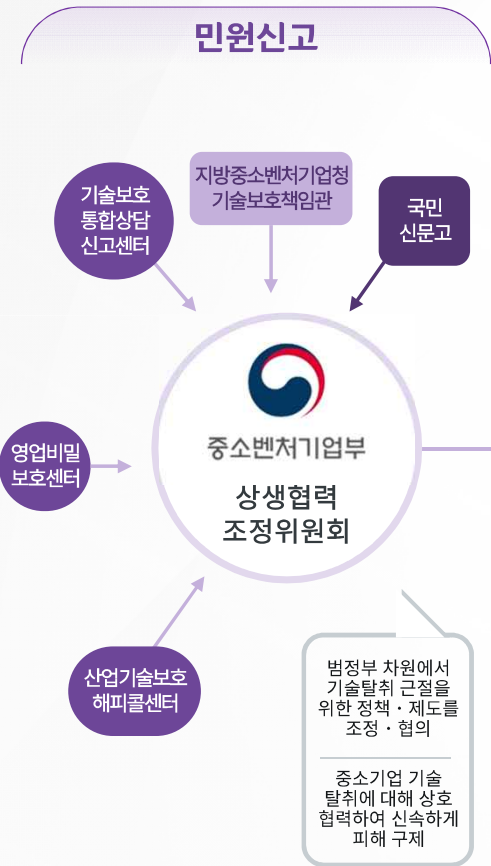 민원신고
기술보호
통합상담
신고센터
지방중소벤처기업청
기술보호책임관
국민
신문고
중소벤처기업부
상생협력
조정위원회
영업비밀
보호센터
산업기술보호
해피콜센터
범정부 차원에서
기술탈취 근절을
위한 정책・제도를
조정・협의
중소기업 기술
탈취에 대해 상호
협력하여 신속하게
피해 구제